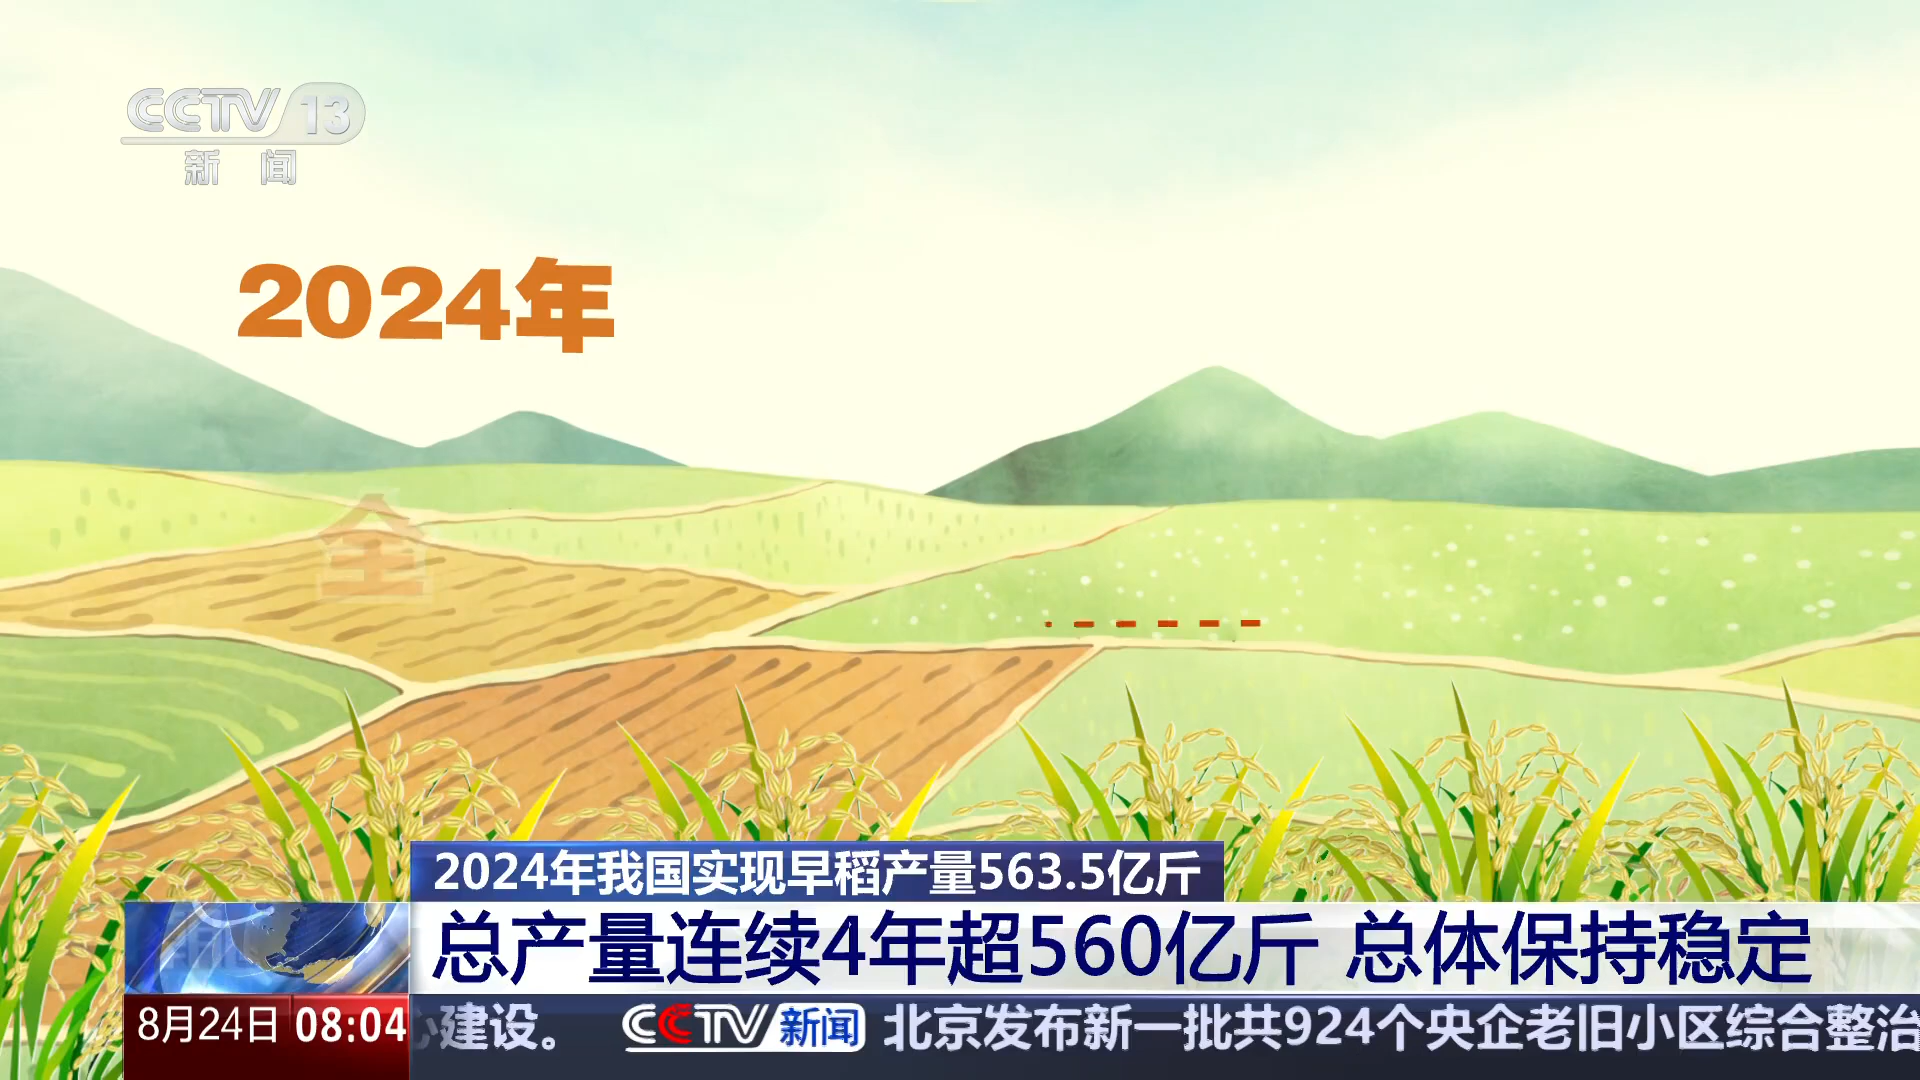 CCTV 13
新闻
2024年
全
2024年我国实现早稻产量563.5亿斤
总产量连续4年超560亿斤 总体保持稳定
8月24日 08:04
建设。 CCTV新闻 北京发布新一批共924个央企老旧小区综合整治